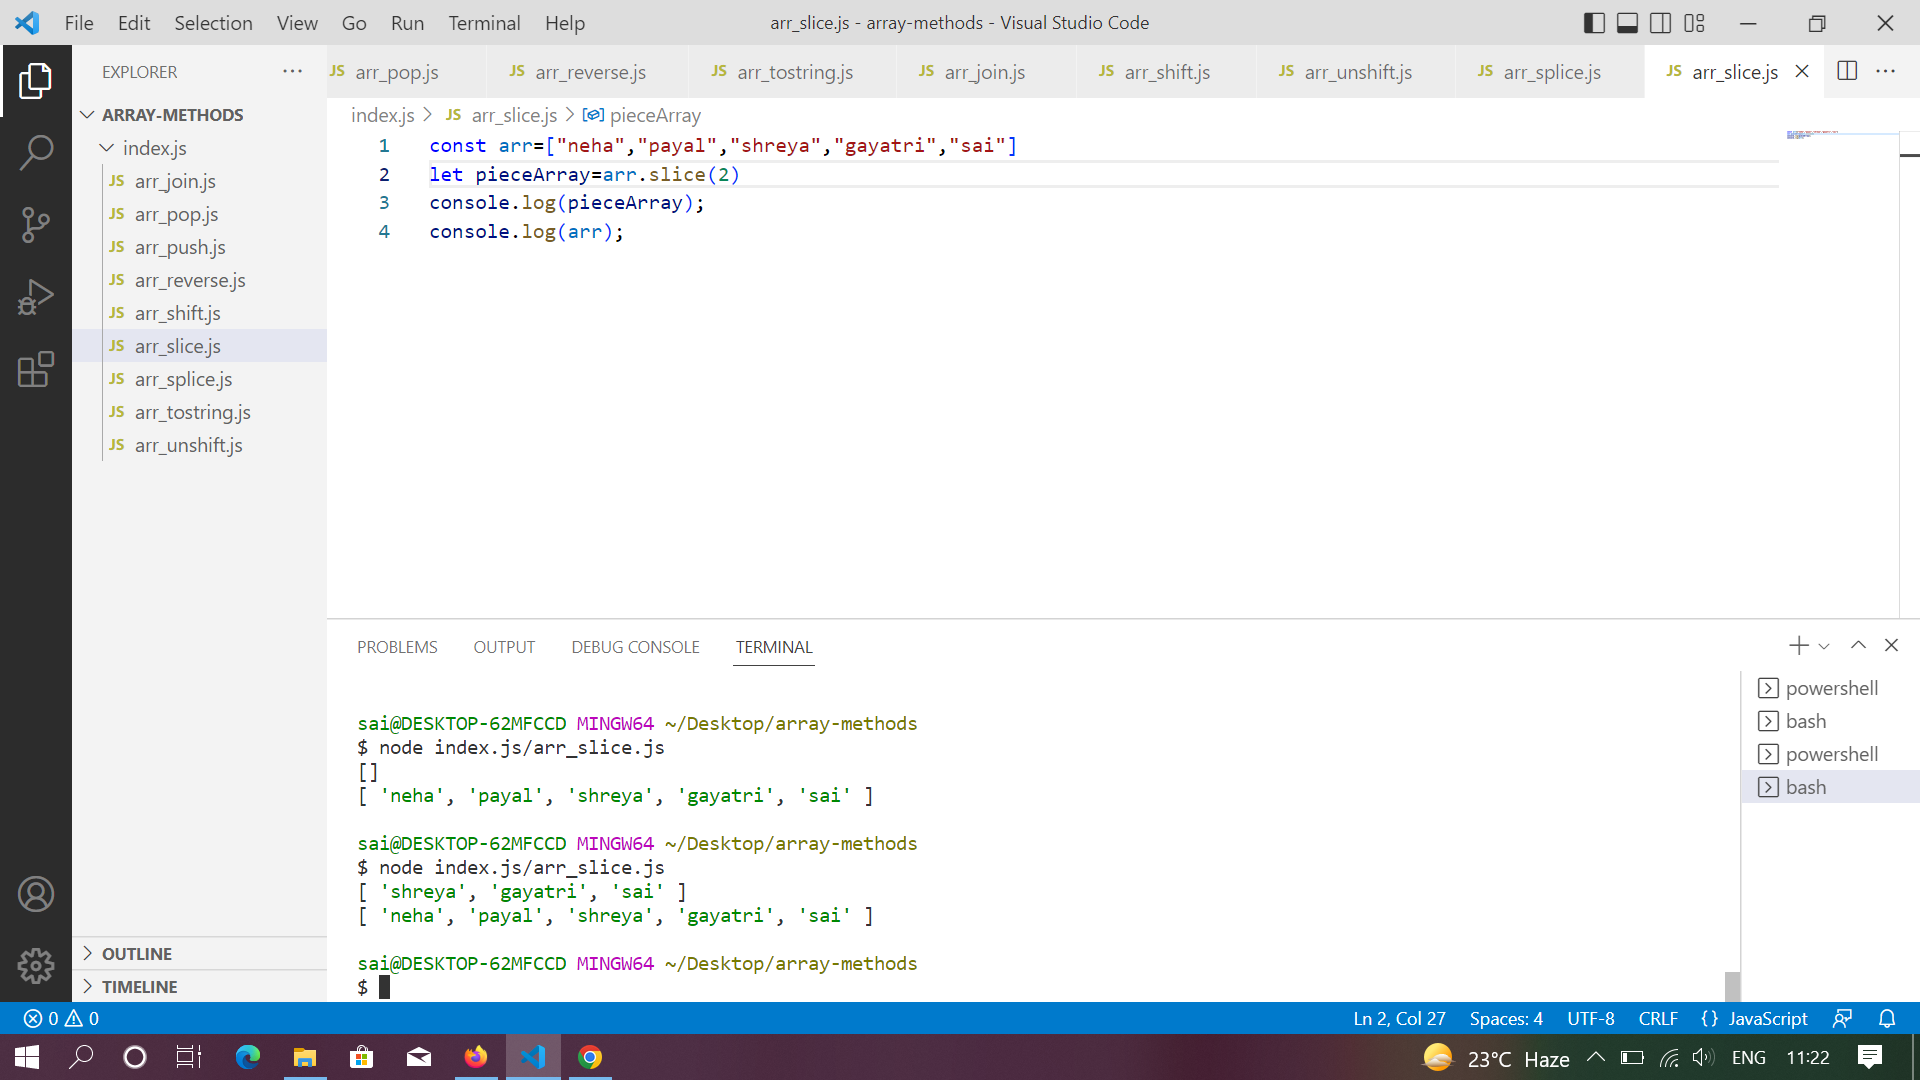 File Edit Selection View Go Run Terminal Help
arr_slice.js - array-methods - Visual Studio Code
EXPLORER
JS arr_pop.js JS arr_reverse.js JS arr_tostring.js JS arr_join.js JS arr_shift.js JS arr_unshift.js JS arr_splice.js JS arr_slice.js
ARRAY-METHODS
index.js
JS arr_join.js
JS arr_pop.js
JS arr_push.js
JS arr_reverse.js
JS arr_shift.js
JS arr_slice.js
JS arr_splice.js
JS arr_tostring.js
JS arr_unshift.js
OUTLINE
TIMELINE
index.js > JS arr_slice.js > pieceArray
1 const arr=["neha","payal","shreya","gayatri","sai"]
2 let pieceArray=arr.slice(2)
3 console.log(pieceArray);
4 console.log(arr);
PROBLEMS OUTPUT DEBUG CONSOLE TERMINAL
sai@DESKTOP-62MFCCD MINGW64 ~/Desktop/array-methods
$ node index.js/arr_slice.js
[]
[ 'neha', 'payal', 'shreya', 'gayatri', 'sai' ]
sai@DESKTOP-62MFCCD MINGW64 ~/Desktop/array-methods
$ node index.js/arr_slice.js
[ 'shreya', 'gayatri', 'sai' ]
[ 'neha', 'payal', 'shreya', 'gayatri', 'sai' ]
sai@DESKTOP-62MFCCD MINGW64 ~/Desktop/array-methods
$
powershell
bash
powershell
bash
0 0
Ln 2, Col 27 Spaces: 4 UTF-8 CRLF {} JavaScript
23°C Haze ENG 11:22